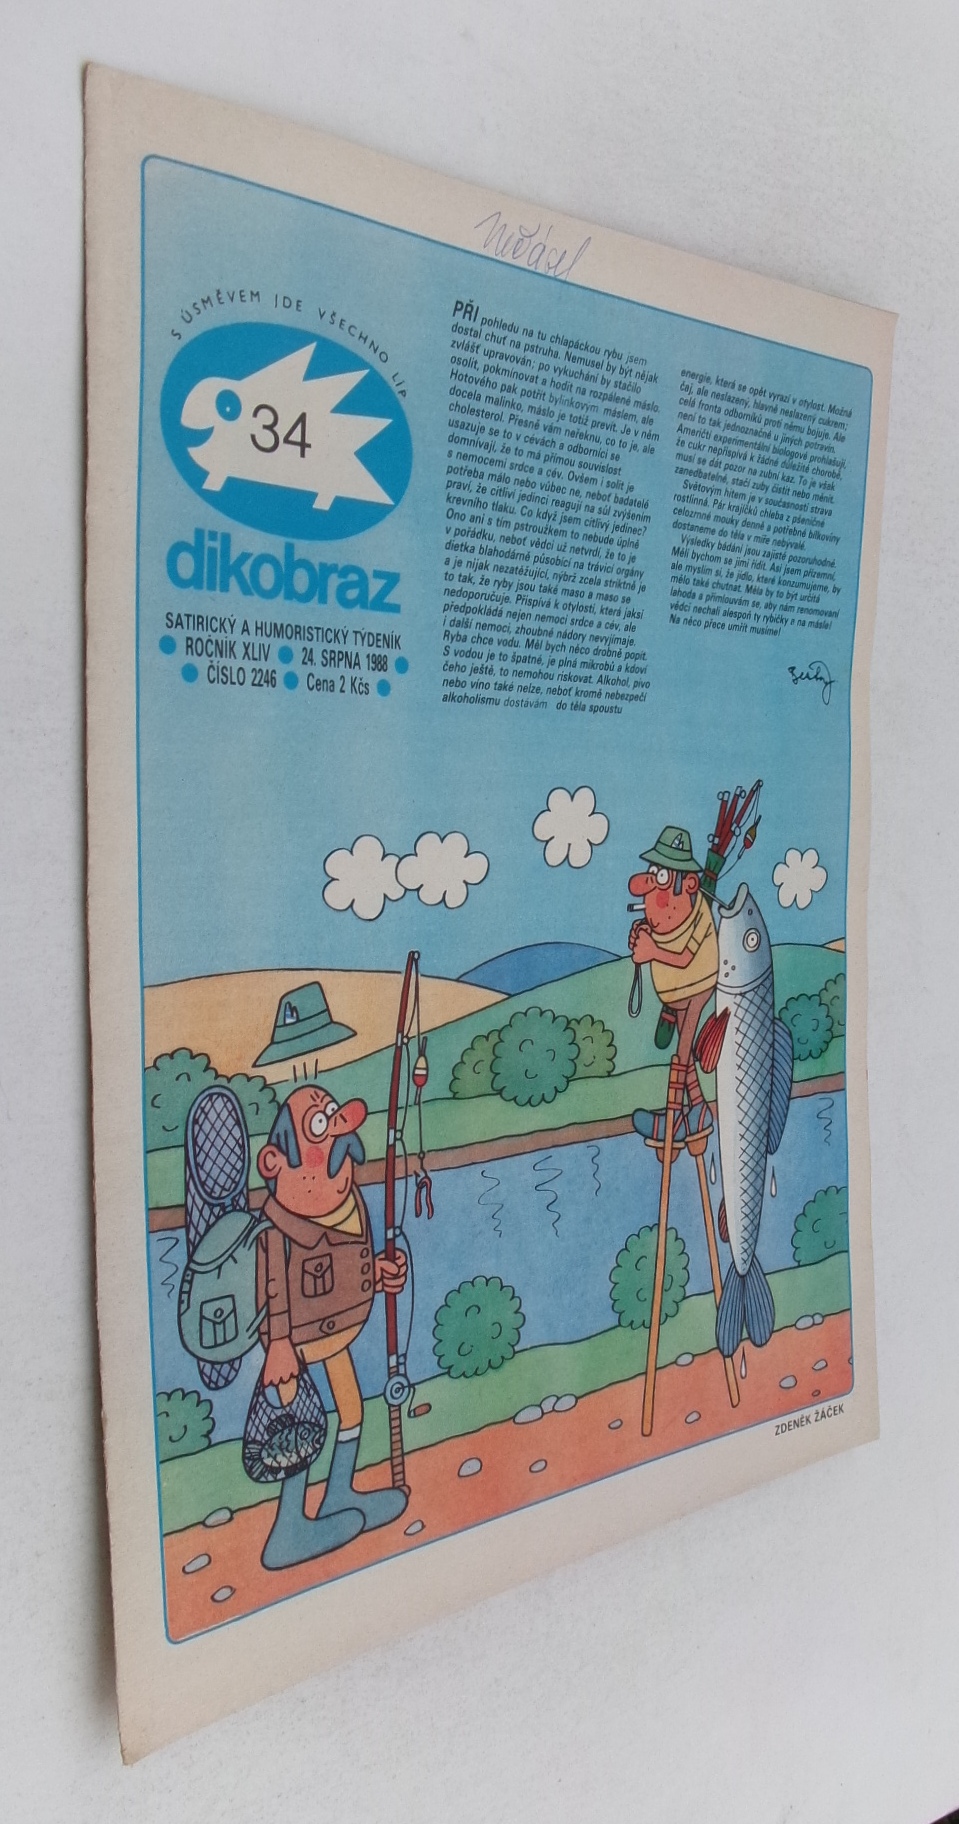 S ÚSMĚVEM JDE VŠECHNO LÍP
34
dikobraz
SATIRICKÝ A HUMORISTICKÝ TÝDENÍK
ROČNÍK XLIV ● 24. SRPNA 1988 ●
● ČÍSLO 2246 ● Cena 2 Kčs ●
PŘI pohledu na tu chlapáckou rybu jsem
dostal chuť na pstruha. Nemusel by být nějak
zvlášť upravován; po vykuchání by stačilo
osolit, pokmínovat a hodit na rozpálené máslo.
Hotového pak potřít bylinkovým máslem, ale
docela malinko, máslo je totiž prevít. Je v něm
cholesterol. Přesně vám neřeknu, co to je, ale
usazuje se to v cévách a odborníci se
domnívají, že to má přímou souvislost
s nemocemi srdce a cév. Ovšem i solit je
potřeba málo nebo vůbec ne, neboť badatelé
praví, že citliví jedinci reagují na sůl zvýšením
krevního tlaku. Co když jsem citlivý jedinec?
Ono ani s tím pstroužkem to nebude úplně
v pořádku, neboť vědci už netvrdí, že to je
dietka blahodárně působící na trávicí orgány
a je nijak nezatěžující, nýbrž zcela striktně je
to tak, že ryby jsou také maso a maso se
nedoporučuje. Přispívá k otylosti, která jaksi
předpokládá nejen nemoci srdce a cév, ale
i další nemoci, zhoubné nádory nevyjímaje.
Ryba chce vodu. Měl bych něco drobně popít.
S vodou je to špatné, je plná mikrobů a kdoví
čeho ještě, to nemohou riskovat. Alkohol, pivo
nebo víno také nelze, neboť kromě nebezpečí
alkoholismu dostávám do těla spoustu
energie, která se opět vyrazí v otylost. Možná
čaj, ale neslazený, hlavně neslazený cukrem;
celá fronta odborníků proti němu bojuje. Ale
není to tak jednoznačné u jiných potravin.
Američtí experimentální biologové prohlašují,
že cukr nepřispívá k žádné důležité chorobě,
musí se dát pozor na zubní kaz. To je však
zanedbatelné, stačí zuby čistit nebo měnit.
Světovým hitem je v současnosti strava
rostlinná. Pár krajíčků chleba z pšeničné
celozrnné mouky denně a potřebné bílkoviny
dostaneme do těla v míře nebývalé.
Výsledky bádání jsou zajisté pozoruhodné.
Měli bychom se jimi řídit. Asi jsem přízemní,
ale myslím si, že jídlo, které konzumujeme, by
mělo také chutnat. Měla by to být určitá
lahoda a přimlouvám se, aby nám renomovaní
vědci nechali alespoň ty rybičky a na másle!
Na něco přece umřít musíme!
ZDENĚK ŽÁČEK